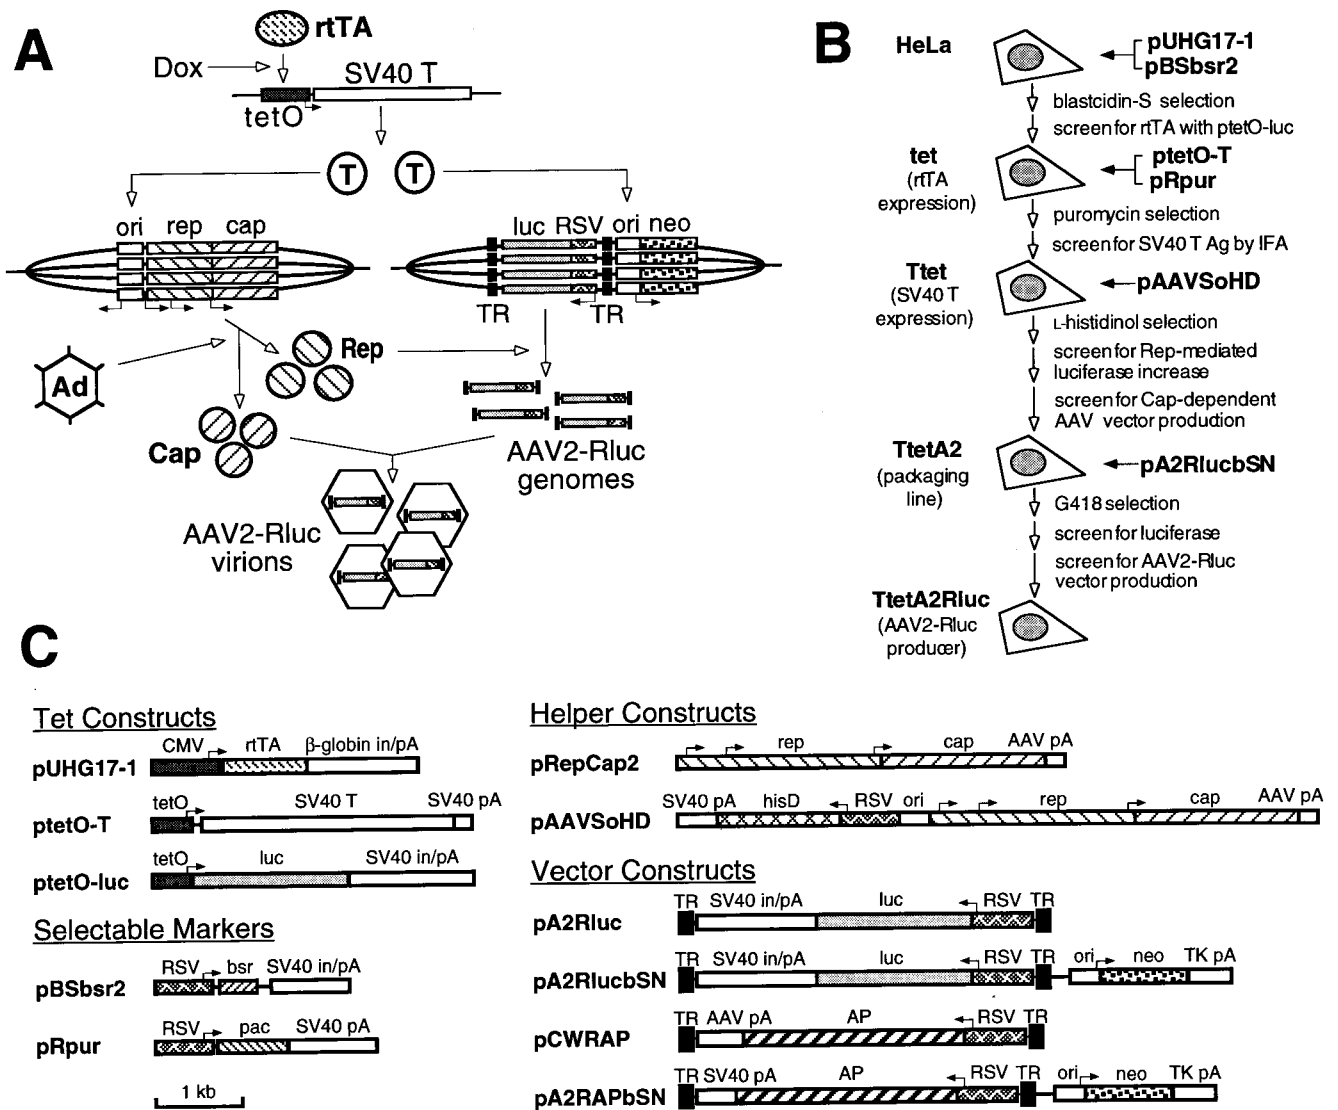 A
rtTA
Dox
SV40 T
tetO
T
T
ori rep cap
luc RSV ori neo
TR
TR
Ad
Rep
Cap
AAV2-Rluc
genomes
AAV2-Rluc
virions
B
HeLa
pUHG17-1
pBSbsr2
blastcidin-S selection
screen for rtTA with ptetO-luc
tet
(rtTA
expression)
ptetO-T
pRpur
puromycin selection
screen for SV40 T Ag by IFA
Ttet
(SV40 T
expression)
pAAVSoHD
L-histidinol selection
screen for Rep-mediated
luciferase increase
screen for Cap-dependent
AAV vector production
TtetA2
(packaging
line)
pA2RlucbSN
G418 selection
screen for luciferase
screen for AAV2-Rluc
vector production
TtetA2Rluc
(AAV2-Rluc
producer)
C
Tet Constructs
CMV rtTA β-globin in/pA
pUHG17-1
tetO SV40 T SV40 pA
ptetO-T
tetO luc SV40 in/pA
ptetO-luc
Selectable Markers
RSV bsr SV40 in/pA
pBSbsr2
RSV pac SV40 pA
pRpur
1 kb
Helper Constructs
rep cap AAV pA
pRepCap2
SV40 pA hisD RSV ori rep cap AAV pA
pAAVSoHD
Vector Constructs
TR SV40 in/pA luc RSV TR
pA2Rluc
TR SV40 in/pA luc RSV TR ori neo TK pA
pA2RlucbSN
TR AAV pA AP RSV TR
pCWRAP
TR SV40 pA AP RSV TR ori neo TK pA
pA2RAPbSN